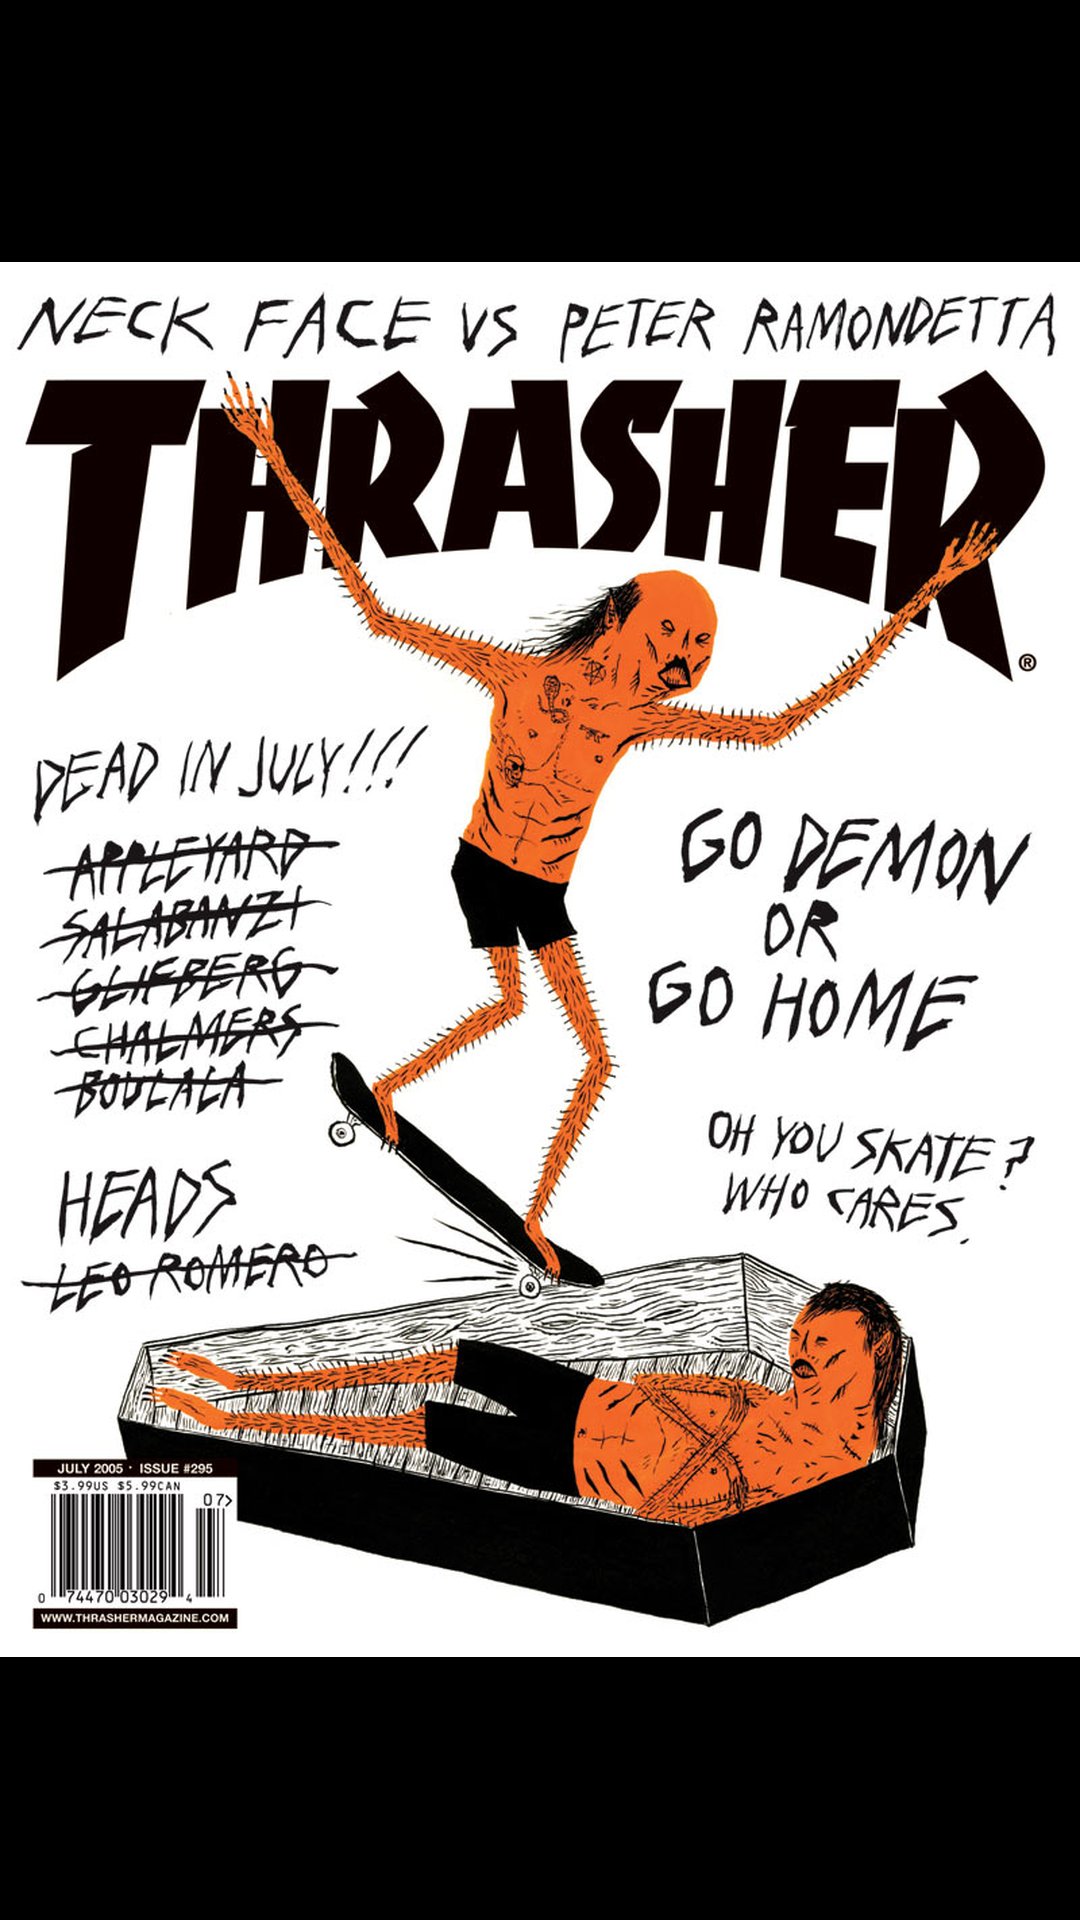 NECK FACE VS PETER RAMONDETTA
THRASHER®
DEAD IN JULY!!!
APPLEYARD
SALABANZI
GLIFBERG
CHALMERS
BOULALA
HEADS
LEO ROMERO
GO DEMON
OR
GO HOME
OH YOU SKATE?
WHO CARES.
JULY 2005 · ISSUE #295
$3.99US $5.99CAN
07>
0 74470 03029 4
WWW.THRASHERMAGAZINE.COM